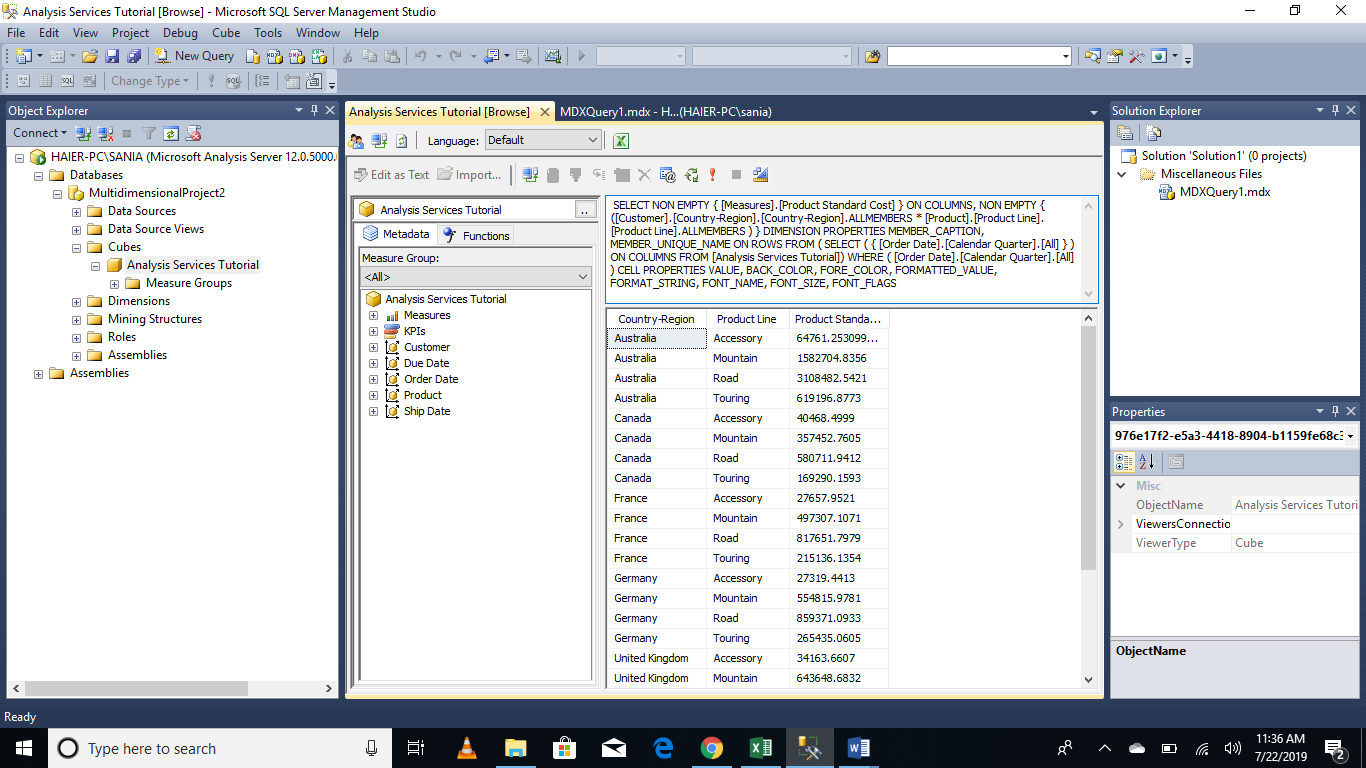 Analysis Services Tutorial [Browse] - Microsoft SQL Server Management Studio
File Edit View Project Debug Cube Tools Window Help
New Query
Change Type
Object Explorer
Connect
HAIER-PC\SANIA (Microsoft Analysis Server 12.0.5000.
Databases
MultidimensionalProject2
Data Sources
Data Source Views
Cubes
Analysis Services Tutorial
Measure Groups
Dimensions
Mining Structures
Roles
Assemblies
Assemblies
Analysis Services Tutorial [Browse]
MDXQuery1.mdx - H...(HAIER-PC\sania)
Language: Default
Edit as Text Import...
Analysis Services Tutorial ..
Metadata Functions
Measure Group:
<All>
Analysis Services Tutorial
Measures
KPIs
Customer
Due Date
Order Date
Product
Ship Date
SELECT NON EMPTY { [Measures].[Product Standard Cost] } ON COLUMNS, NON EMPTY {
([Customer].[Country-Region].[Country-Region].ALLMEMBERS * [Product].[Product Line].
[Product Line].ALLMEMBERS ) } DIMENSION PROPERTIES MEMBER_CAPTION,
MEMBER_UNIQUE_NAME ON ROWS FROM ( SELECT ( { [Order Date].[Calendar Quarter].[All] } )
ON COLUMNS FROM [Analysis Services Tutorial]) WHERE ( [Order Date].[Calendar Quarter].[All]
) CELL PROPERTIES VALUE, BACK_COLOR, FORE_COLOR, FORMATTED_VALUE,
FORMAT_STRING, FONT_NAME, FONT_SIZE, FONT_FLAGS
Country-Region Product Line Product Standa...
Australia Accessory 64761.253099...
Australia Mountain 1582704.8356
Australia Road 3108482.5421
Australia Touring 619196.8773
Canada Accessory 40468.4999
Canada Mountain 357452.7605
Canada Road 580711.9412
Canada Touring 169290.1593
France Accessory 27657.9521
France Mountain 497307.1071
France Road 817651.7979
France Touring 215136.1354
Germany Accessory 27319.4413
Germany Mountain 554815.9781
Germany Road 859371.0933
Germany Touring 265435.0605
United Kingdom Accessory 34163.6607
United Kingdom Mountain 643648.6832
Solution Explorer
Solution 'Solution1' (0 projects)
Miscellaneous Files
MDXQuery1.mdx
Properties
976e17f2-e5a3-4418-8904-b1159fe68c3
Misc
ObjectName Analysis Services Tutori
ViewersConnectio
ViewerType Cube
ObjectName
Ready
Type here to search
11:36 AM
7/22/2019
2